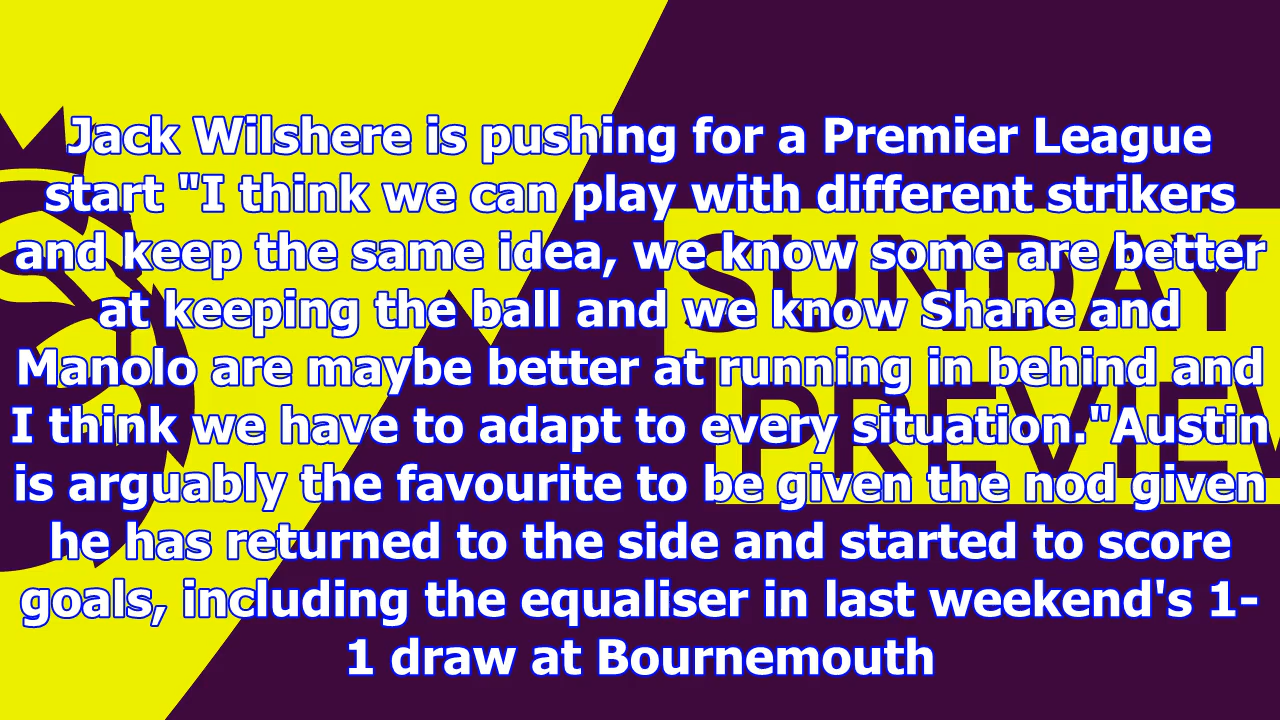 Jack Wilshere is pushing for a Premier League
start "I think we can play with different strikers
and keep the same idea, we know some are better
at keeping the ball and we know Shane and
Manolo are maybe better at running in behind and
I think we have to adapt to every situation."Austin
is arguably the favourite to be given the nod given
he has returned to the side and started to score
goals, including the equaliser in last weekend's 1-
1 draw at Bournemouth
SUNDAY
PREVIEW